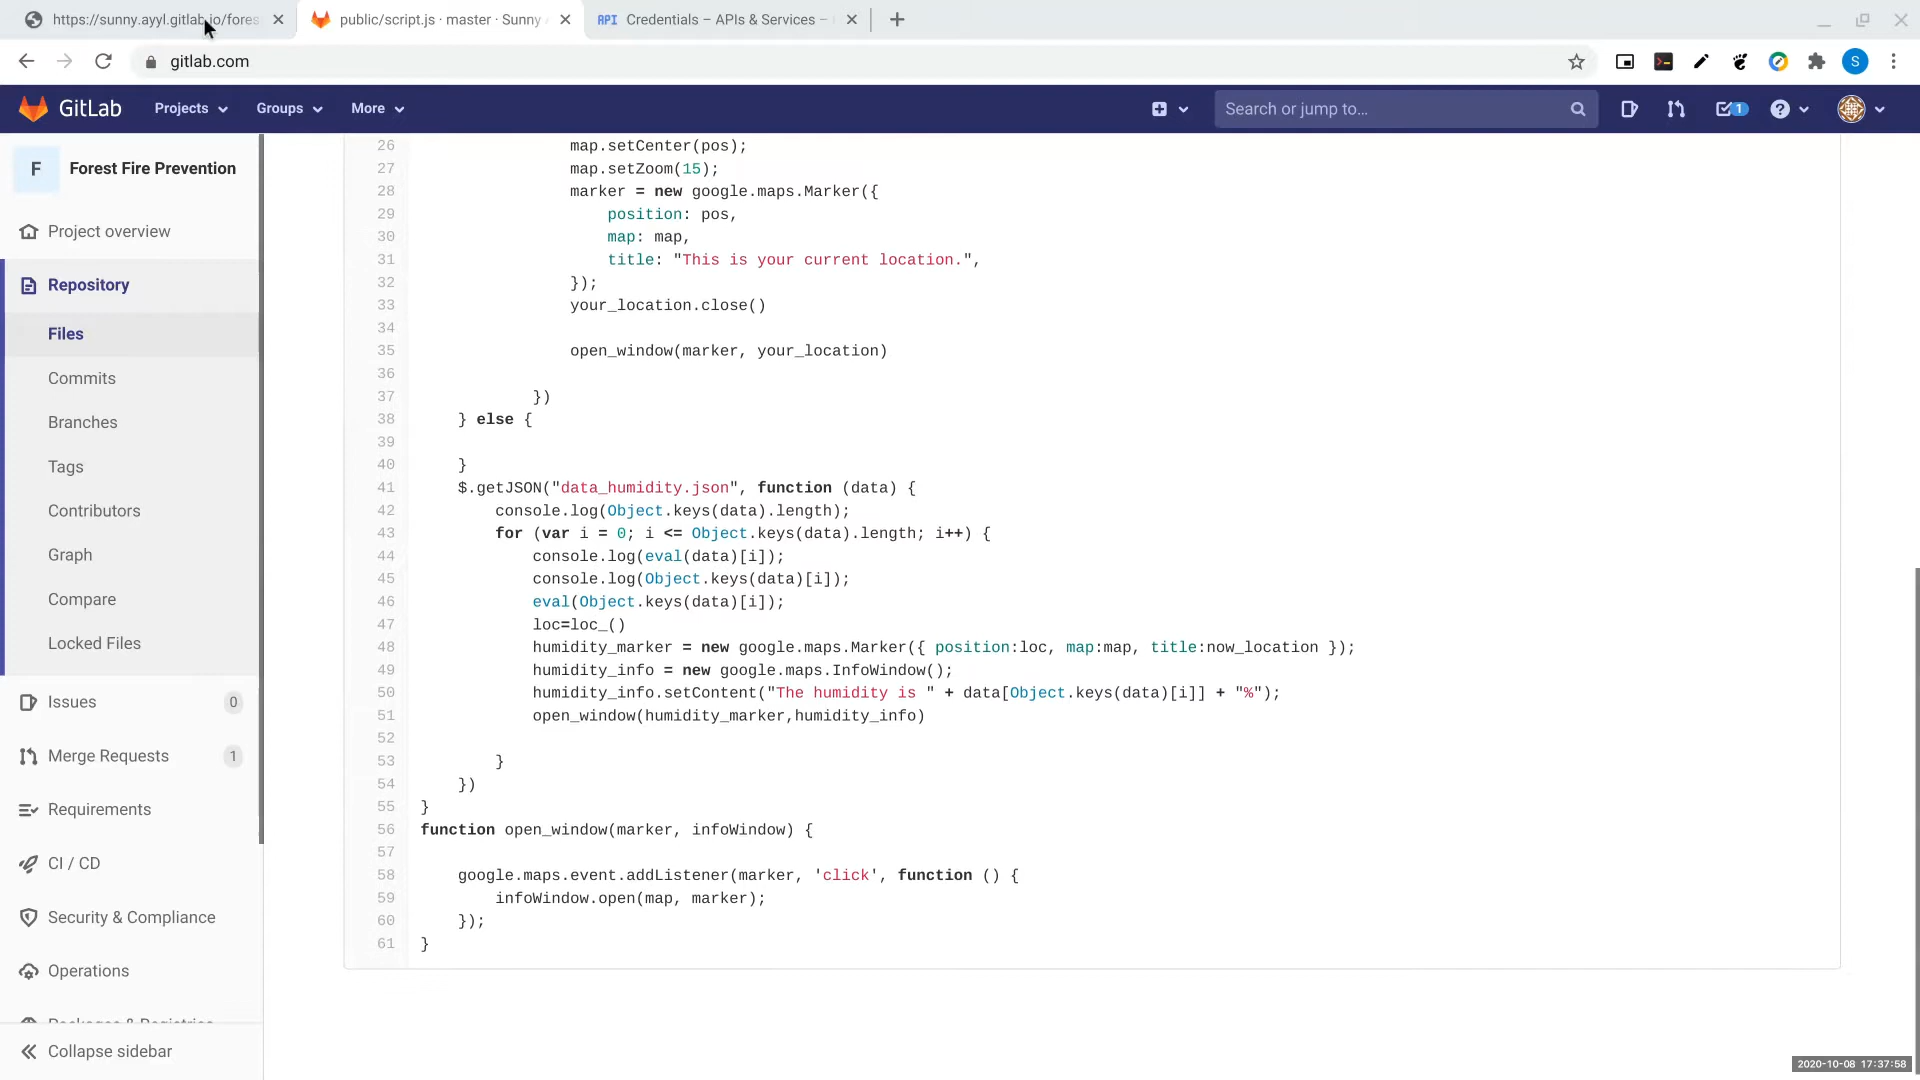 https://sunny.ayyl.gitlab.io/fores
public/script.js · master · Sunny
API Credentials – APIs & Services –
gitlab.com
S
GitLab
Projects
Groups
More
Search or jump to...
1
F Forest Fire Prevention
Project overview
Repository
Files
Commits
Branches
Tags
Contributors
Graph
Compare
Locked Files
Issues 0
Merge Requests 1
Requirements
CI / CD
Security & Compliance
Operations
Collapse sidebar
26 map.setCenter(pos);
27 map.setZoom(15);
28 marker = new google.maps.Marker({
29 position: pos,
30 map: map,
31 title: "This is your current location.",
32 });
33 your_location.close()
34
35 open_window(marker, your_location)
36
37 })
38 } else {
39
40 }
41 $.getJSON("data_humidity.json", function (data) {
42 console.log(Object.keys(data).length);
43 for (var i = 0; i <= Object.keys(data).length; i++) {
44 console.log(eval(data)[i]);
45 console.log(Object.keys(data)[i]);
46 eval(Object.keys(data)[i]);
47 loc=loc_()
48 humidity_marker = new google.maps.Marker({ position:loc, map:map, title:now_location });
49 humidity_info = new google.maps.InfoWindow();
50 humidity_info.setContent("The humidity is " + data[Object.keys(data)[i]] + "%");
51 open_window(humidity_marker,humidity_info)
52
53 }
54 })
55 }
56 function open_window(marker, infoWindow) {
57
58 google.maps.event.addListener(marker, 'click', function () {
59 infoWindow.open(map, marker);
60 });
61 }
2020-10-08 17:37:58